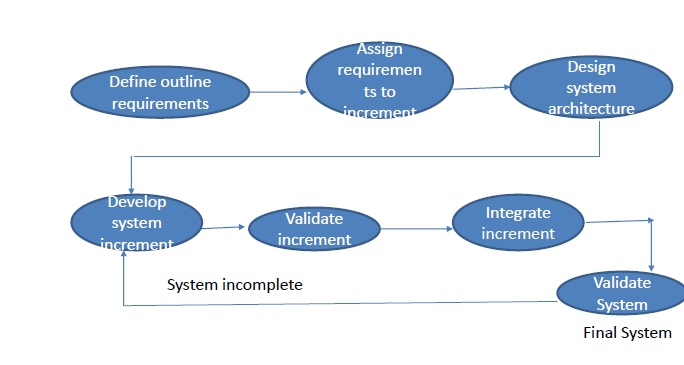 Define outline
requirements
Assign
requiremen
ts to
increment
Design
system
architecture
Develop
system
increment
Validate
increment
Integrate
increment
System incomplete
Validate
System
Final System